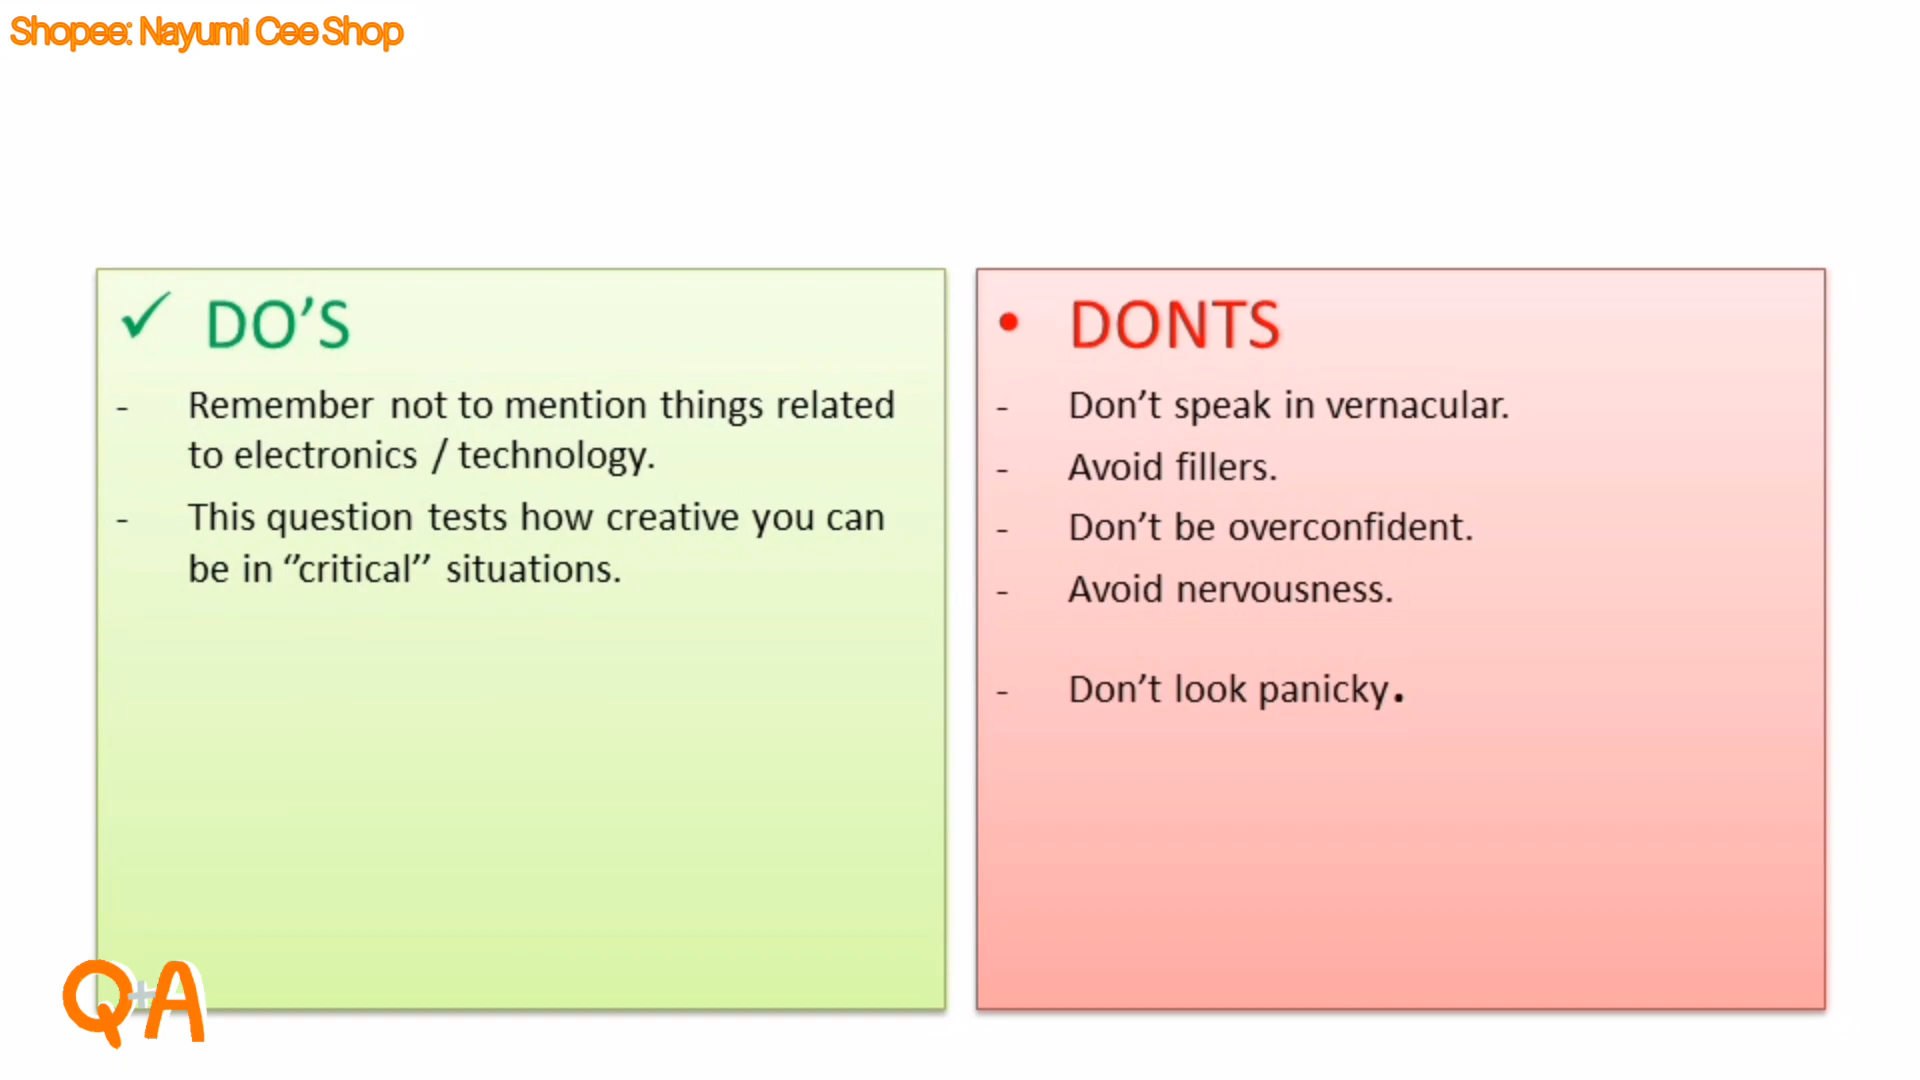 Shopee: Nayumi Cee Shop
✓ DO’S
- Remember not to mention things related
to electronics / technology.
- This question tests how creative you can
be in ‘’critical’’ situations.
• DONTS
- Don’t speak in vernacular.
- Avoid fillers.
- Don’t be overconfident.
- Avoid nervousness.
- Don’t look panicky.
Q+A